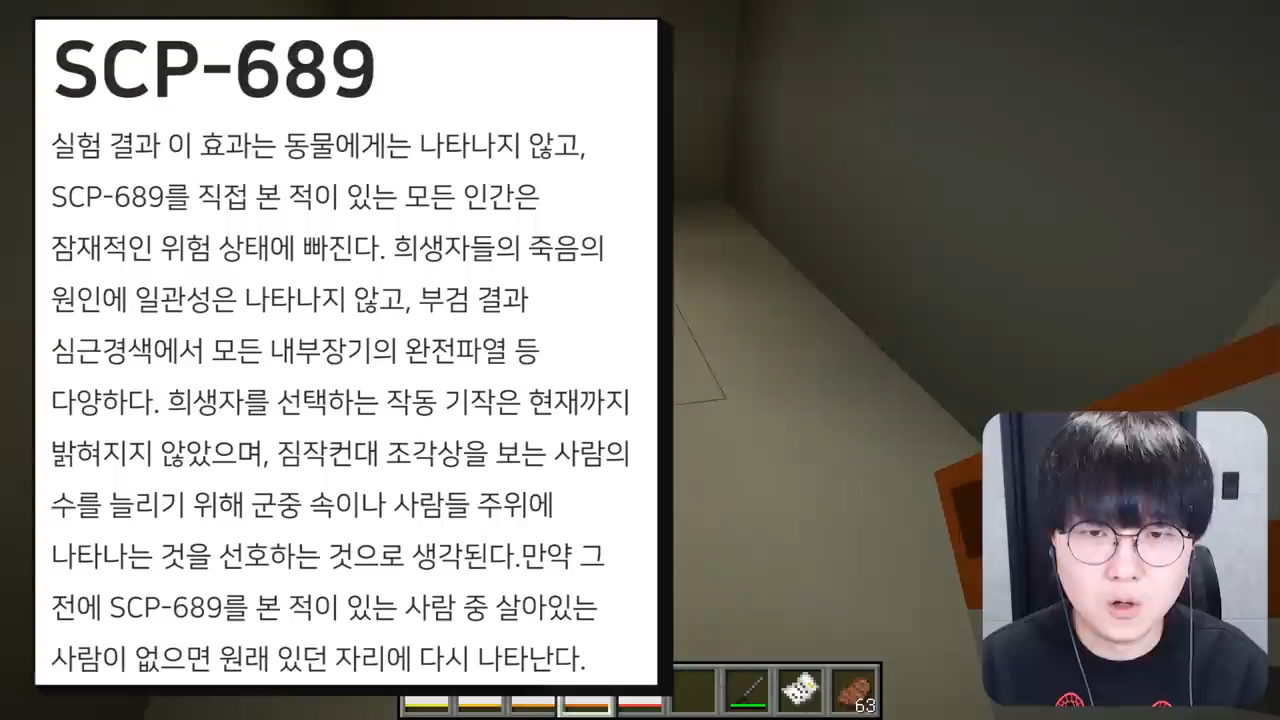 SCP-689
실험 결과 이 효과는 동물에게는 나타나지 않고,
SCP-689를 직접 본 적이 있는 모든 인간은
잠재적인 위험 상태에 빠진다. 희생자들의 죽음의
원인에 일관성은 나타나지 않고, 부검 결과
심근경색에서 모든 내부장기의 완전파열 등
다양하다. 희생자를 선택하는 작동 기작은 현재까지
밝혀지지 않았으며, 짐작컨대 조각상을 보는 사람의
수를 늘리기 위해 군중 속이나 사람들 주위에
나타나는 것을 선호하는 것으로 생각된다.만약 그
전에 SCP-689를 본 적이 있는 사람 중 살아있는
사람이 없으면 원래 있던 자리에 다시 나타난다.
63